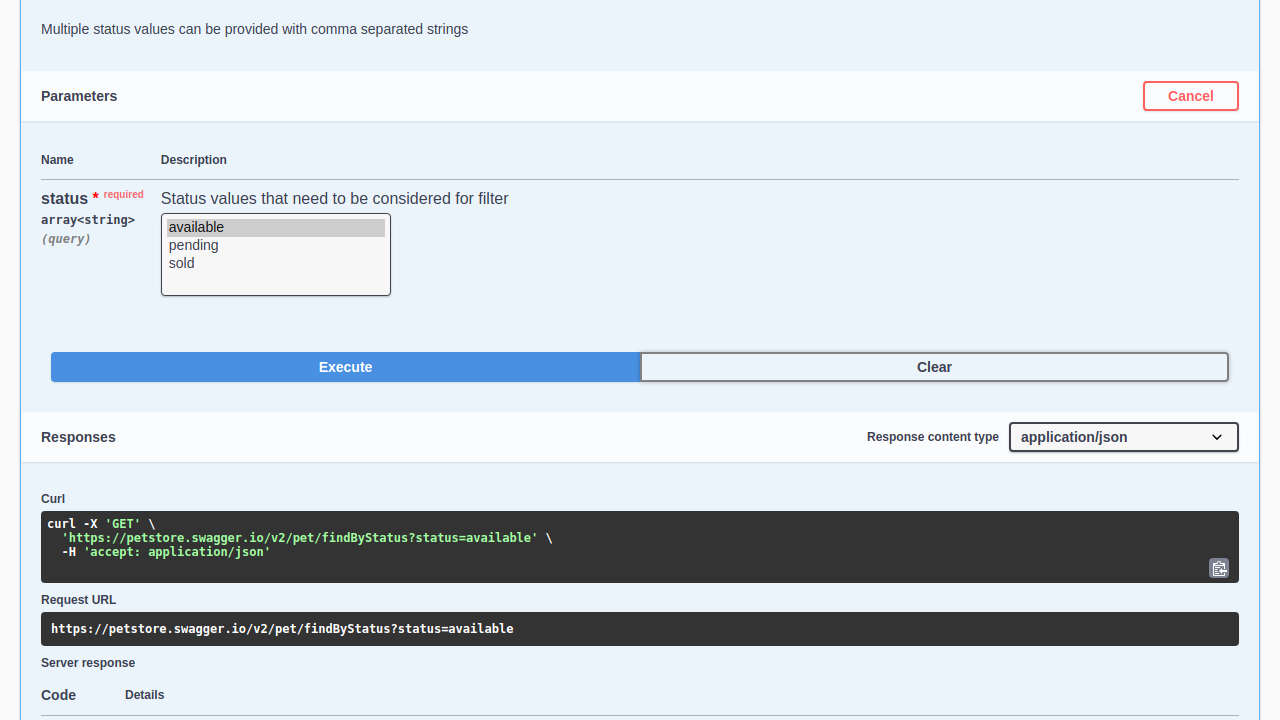 Multiple status values can be provided with comma separated strings
Parameters
Cancel
Name Description
status * required
array<string>
(query)
Status values that need to be considered for filter
available
pending
sold
Execute Clear
Responses
Response content type application/json
Curl
curl -X 'GET' \
  'https://petstore.swagger.io/v2/pet/findByStatus?status=available' \
  -H 'accept: application/json'
Request URL
https://petstore.swagger.io/v2/pet/findByStatus?status=available
Server response
Code Details